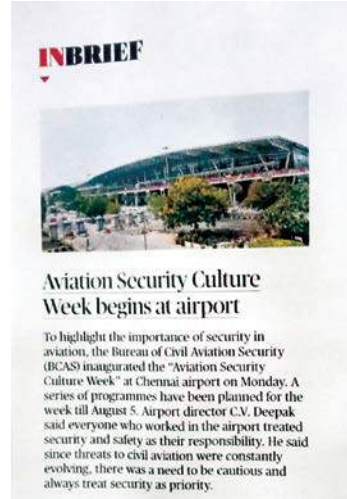 INBRIEF
Aviation Security Culture
Week begins at airport
To highlight the importance of security in
aviation, the Bureau of Civil Aviation Security
(BCAS) inaugurated the "Aviation Security
Culture Week" at Chennai airport on Monday. A
series of programmes have been planned for the
week till August 5. Airport director C.V. Deepak
said everyone who worked in the airport treated
security and safety as their responsibility. He said
since threats to civil aviation were constantly
evolving, there was a need to be cautious and
always treat security as priority.